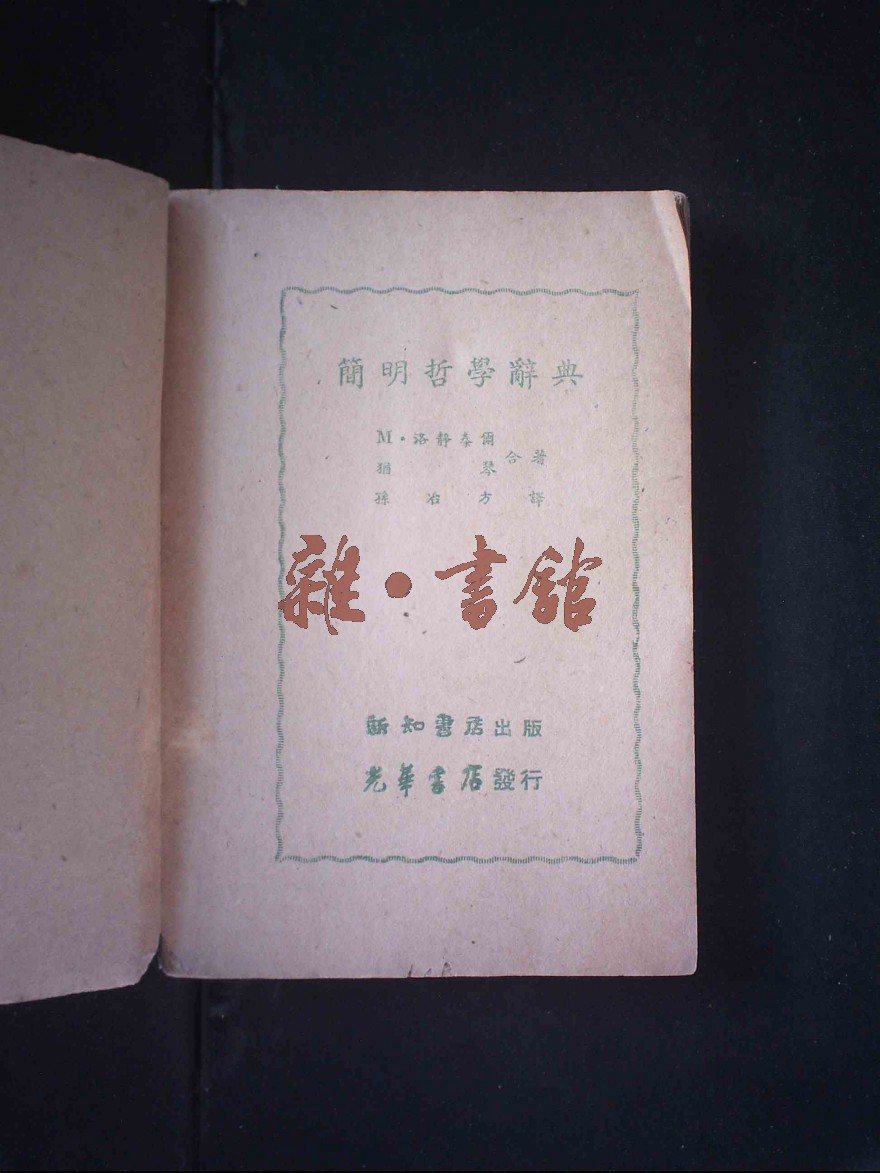 簡明哲學辭典
M·洛靜泰爾
猶琴 合著
孫冶方譯
雜·書館
新知書店出版
光華書店發行